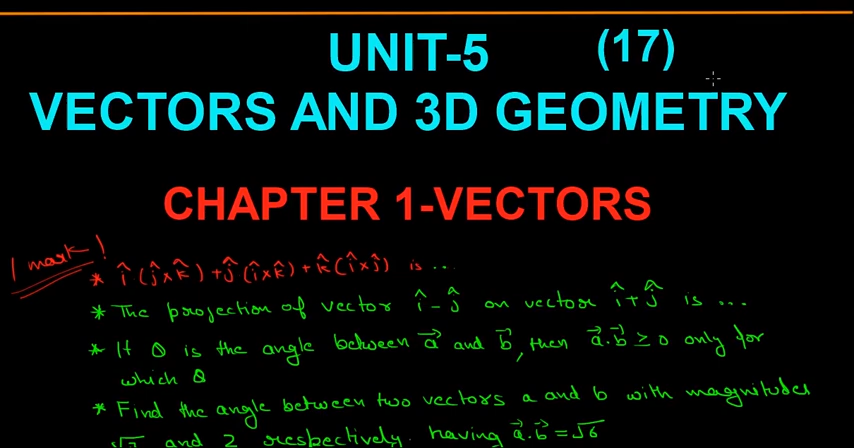 UNIT-5 (17)
VECTORS AND 3D GEOMETRY
CHAPTER 1-VECTORS
1 mark!
* î (ĵ×k̂) + ĵ (î×k̂) + k̂ (î×ĵ) is ...
* The projection of vector î - ĵ on vector î + ĵ is ...
* If θ is the angle between a⃗ and b⃗, then a⃗.b⃗ ≥ 0 only for
which θ
* Find the angle between two vectors a and b with magnitudes
and 2 respectively, having a⃗.b⃗ = √6